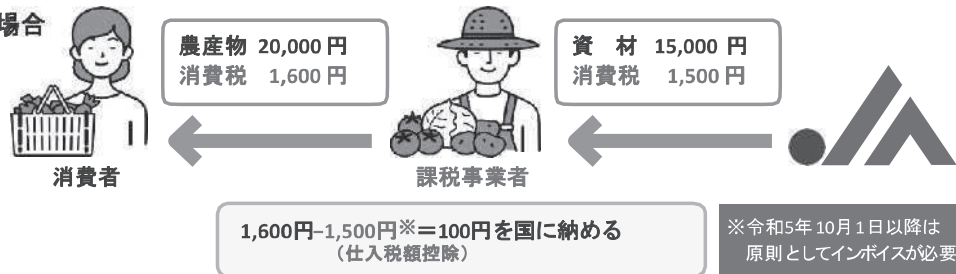 場合
農産物 20,000 円
消費税 1,600 円
資 材 15,000 円
消費税 1,500 円
消費者
課税事業者
1,600円−1,500円※＝100円を国に納める
（仕入税額控除）
※令和5年10月1日以降は
原則としてインボイスが必要